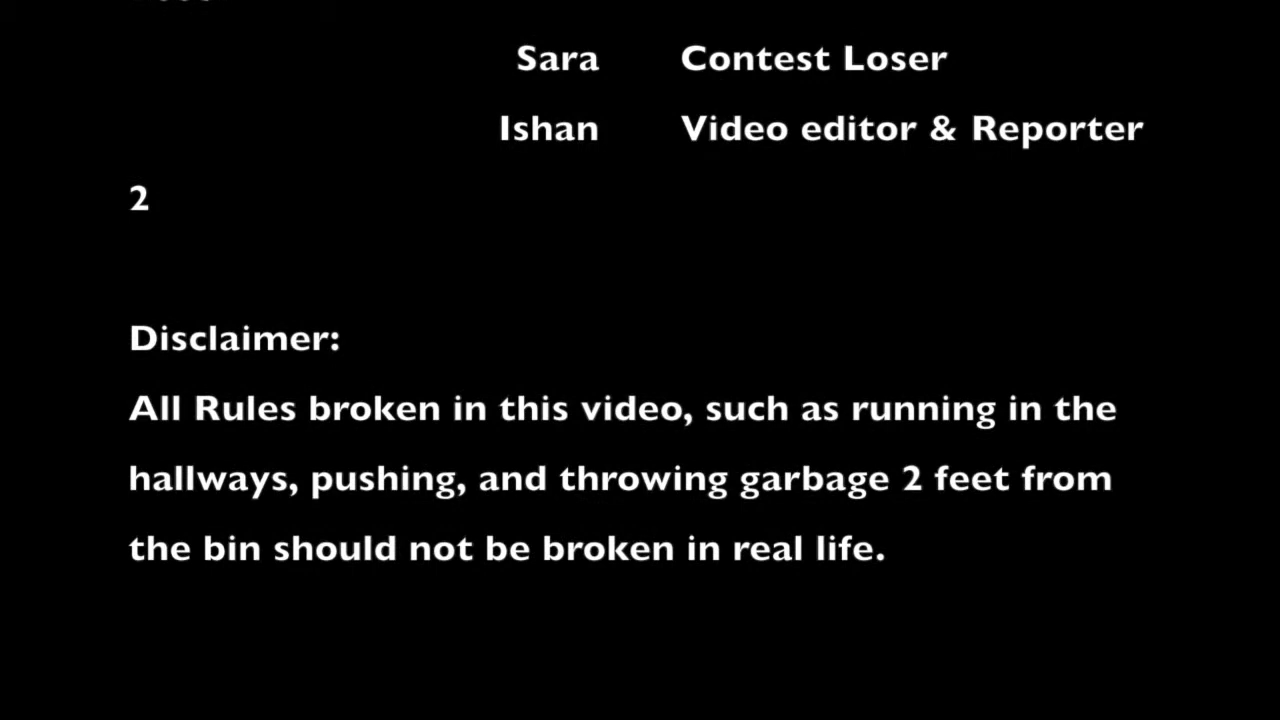 Sara Contest Loser
Ishan Video editor & Reporter
2
Disclaimer:
All Rules broken in this video, such as running in the
hallways, pushing, and throwing garbage 2 feet from
the bin should not be broken in real life.